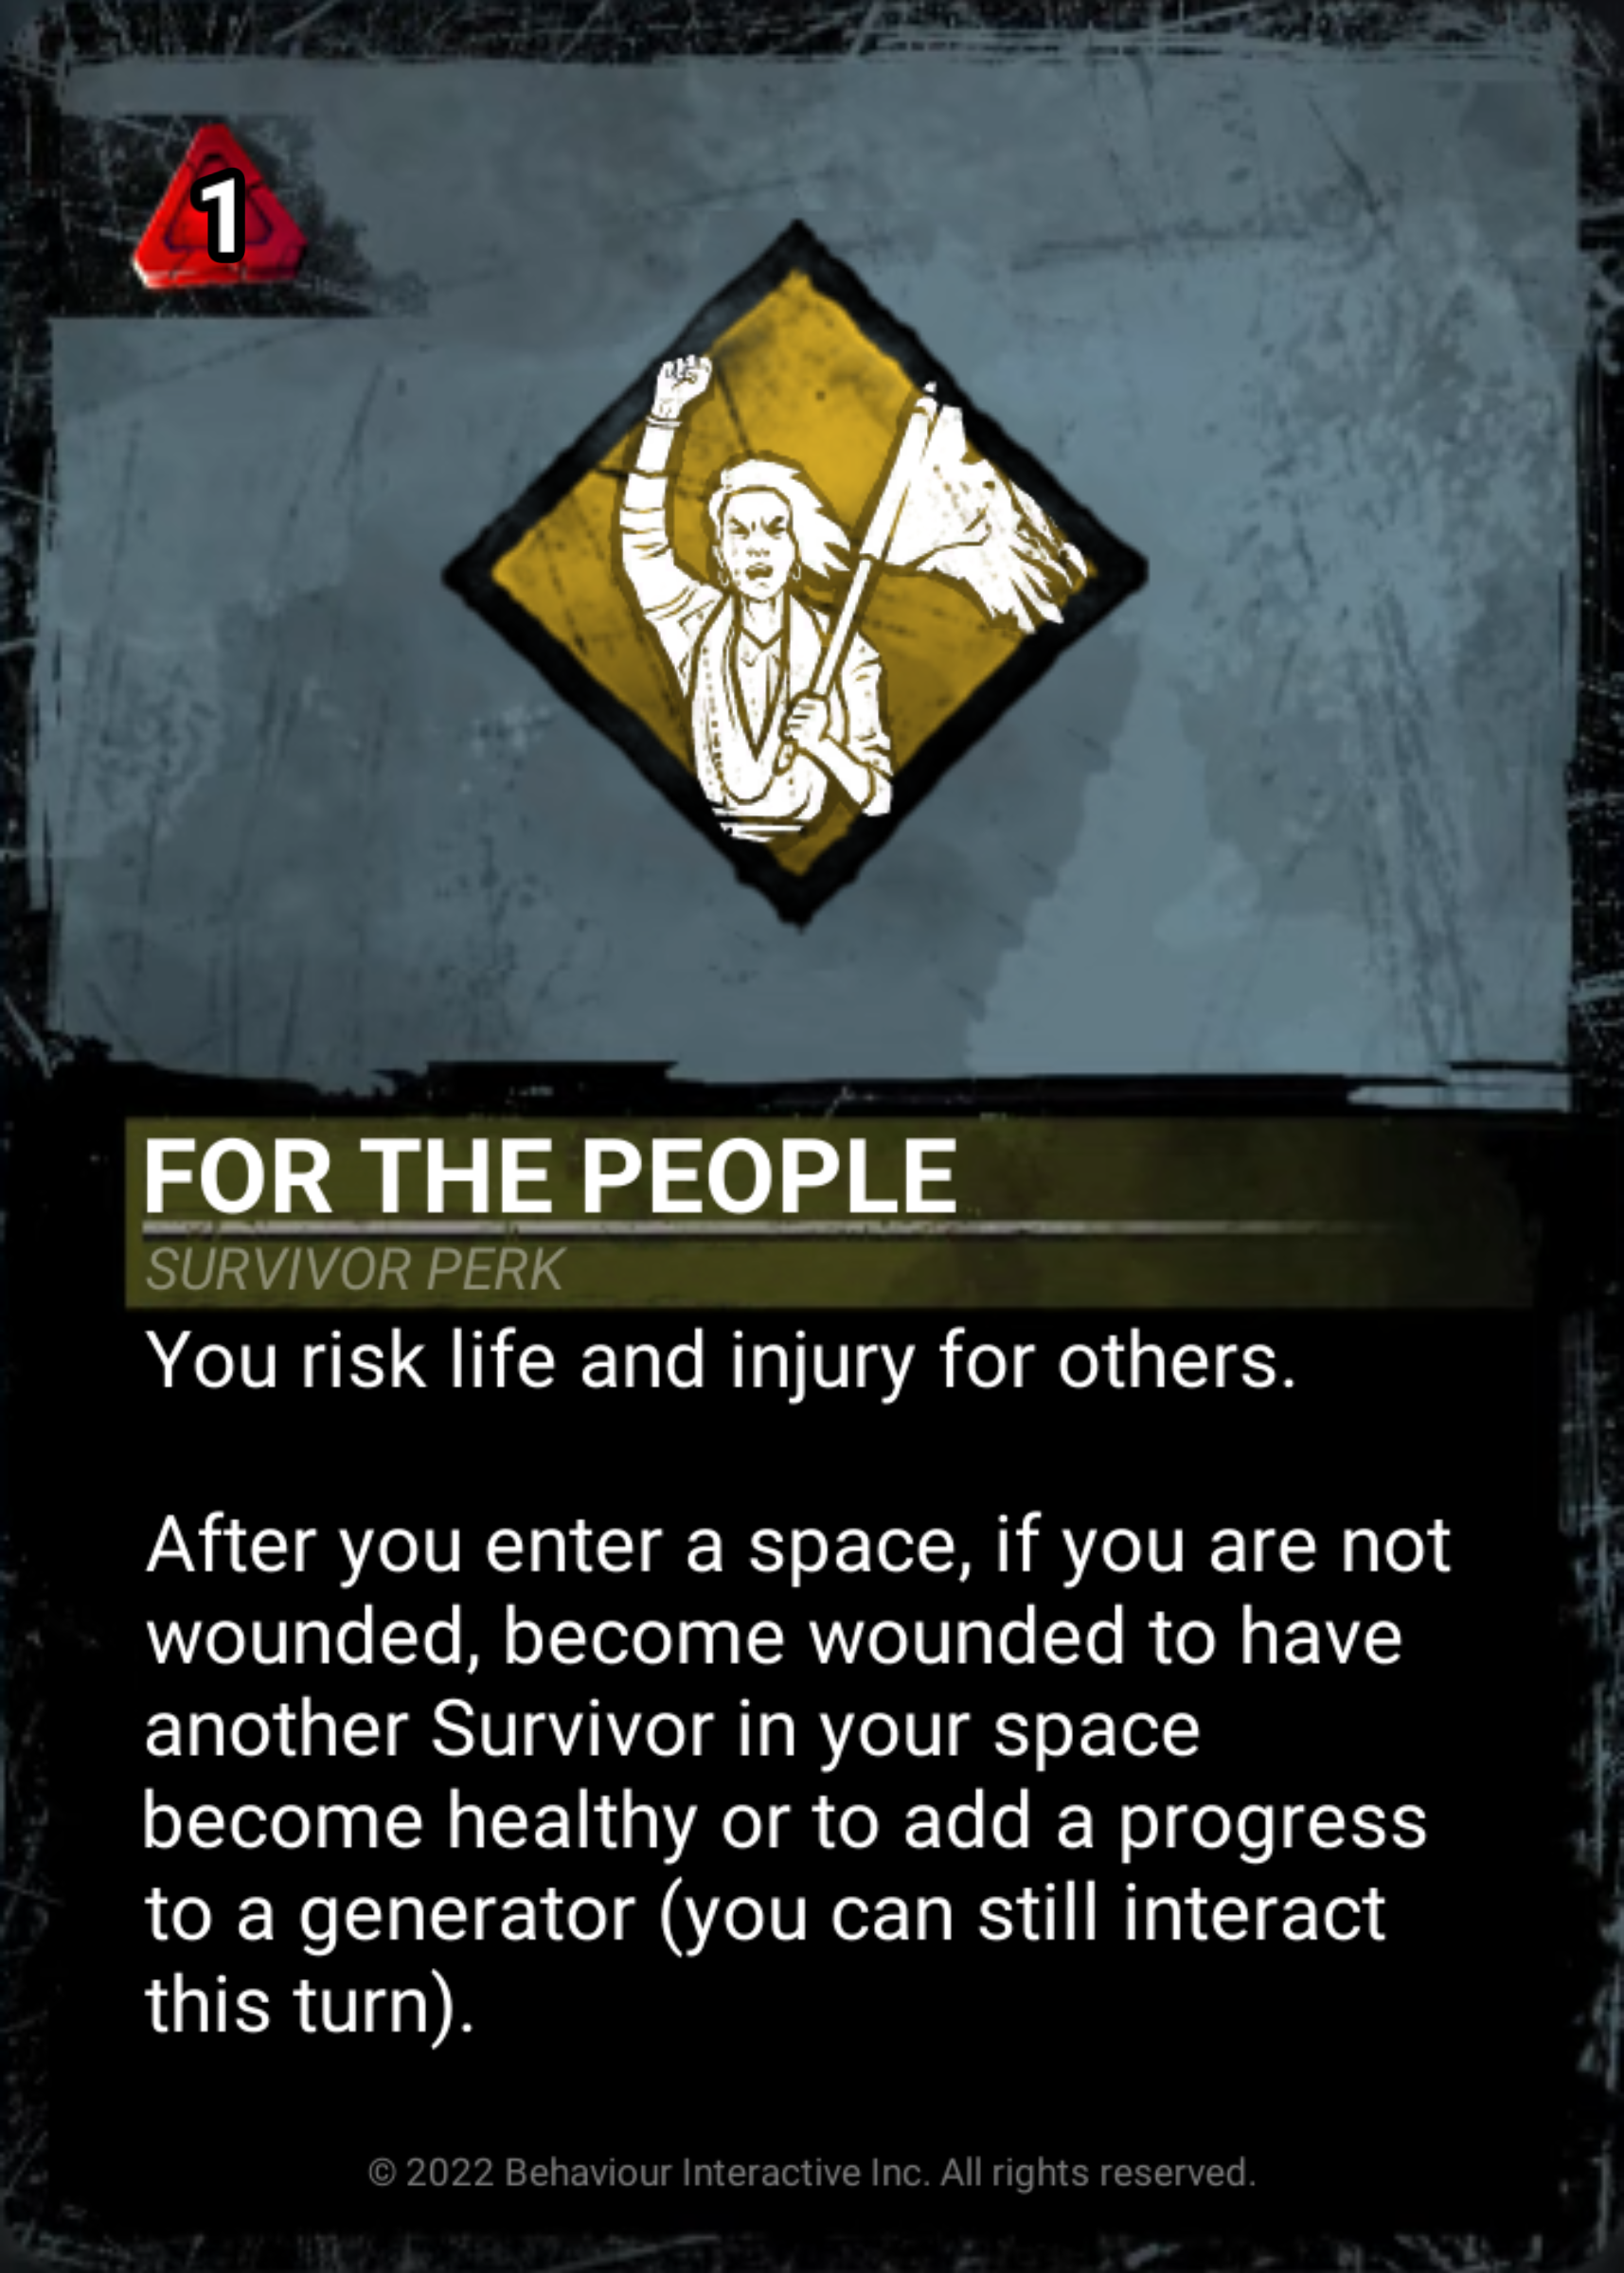 1
FOR THE PEOPLE
SURVIVOR PERK
You risk life and injury for others.
After you enter a space, if you are not
wounded, become wounded to have
another Survivor in your space
become healthy or to add a progress
to a generator (you can still interact
this turn).
© 2022 Behaviour Interactive Inc. All rights reserved.